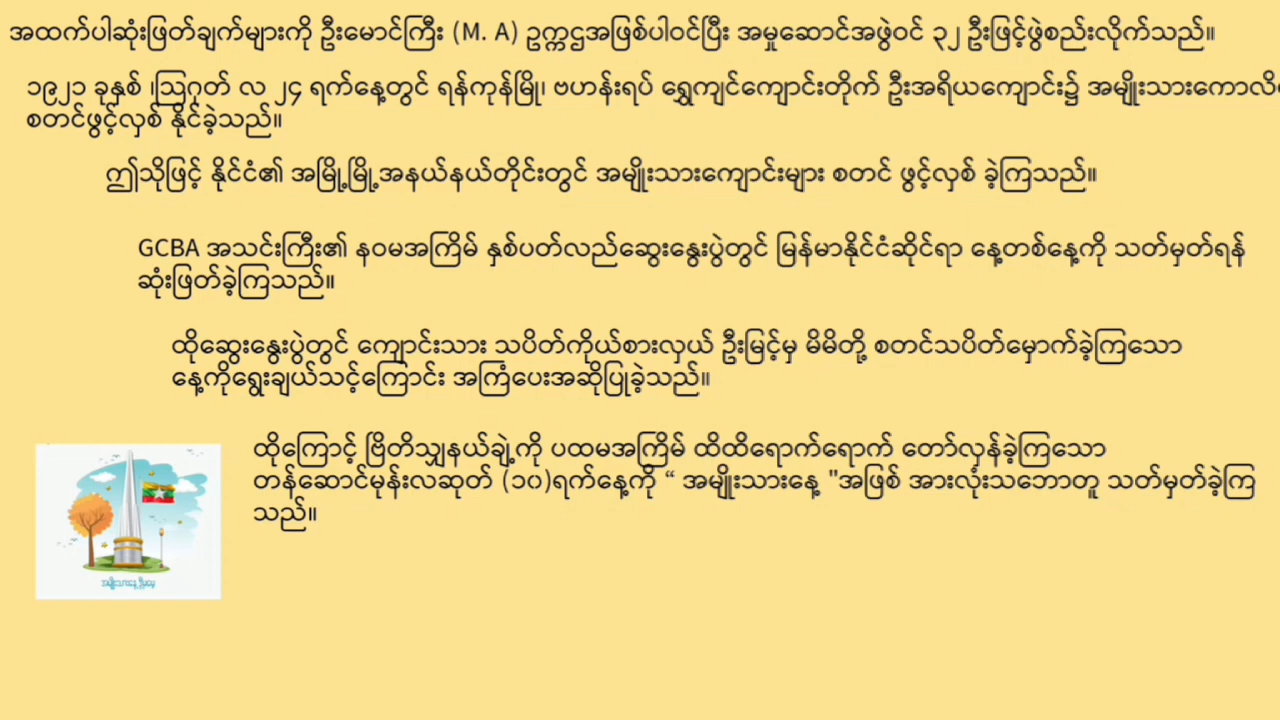 အထက်ပါဆုံးဖြတ်ချက်များကို ဦးမောင်ကြီး (M. A) ဥက္ကဌအဖြစ်ပါဝင်ပြီး အမှုဆောင်အဖွဲဝင် ၃၂ ဦးဖြင့်ဖွဲစည်းလိုက်သည်။
၁၉၂၁ ခုနှစ် ၊ဩဂုတ် လ ၂၄ ရက်နေ့တွင် ရန်ကုန်မြို၊ ဗဟန်းရပ် ရွှေကျင်ကျောင်းတိုက် ဦးအရိယကျောင်း၌ အမျိုးသားကောလိ
စတင်ဖွင့်လှစ် နိုင်ခဲ့သည်။
ဤသိုဖြင့် နိုင်ငံ၏ အမြို့မြို့အနယ်နယ်တိုင်းတွင် အမျိုးသားကျောင်းများ စတင် ဖွင့်လှစ် ခဲ့ကြသည်။
GCBA အသင်းကြီး၏ နဝမအကြိမ် နှစ်ပတ်လည်ဆွေးနွေးပွဲတွင် မြန်မာနိုင်ငံဆိုင်ရာ နေ့တစ်နေ့ကို သတ်မှတ်ရန်
ဆုံးဖြတ်ခဲ့ကြသည်။
ထိုဆွေးနွေးပွဲတွင် ကျောင်းသား သပိတ်ကိုယ်စားလှယ် ဦးမြင့်မှ မိမိတို့ စတင်သပိတ်မှောက်ခဲ့ကြသော
နေ့ကိုရွေးချယ်သင့်ကြောင်း အကြံပေးအဆိုပြုခဲ့သည်။
ထိုကြောင့် ဗြိတိသျှနယ်ချဲ့ကို ပထမအကြိမ် ထိထိရောက်ရောက် တော်လှန်ခဲ့ကြသော
တန်ဆောင်မုန်းလဆုတ် (၁၀)ရက်နေ့ကို “ အမျိုးသားနေ့ "အဖြစ် အားလုံးသဘောတူ သတ်မှတ်ခဲ့ကြ
သည်။